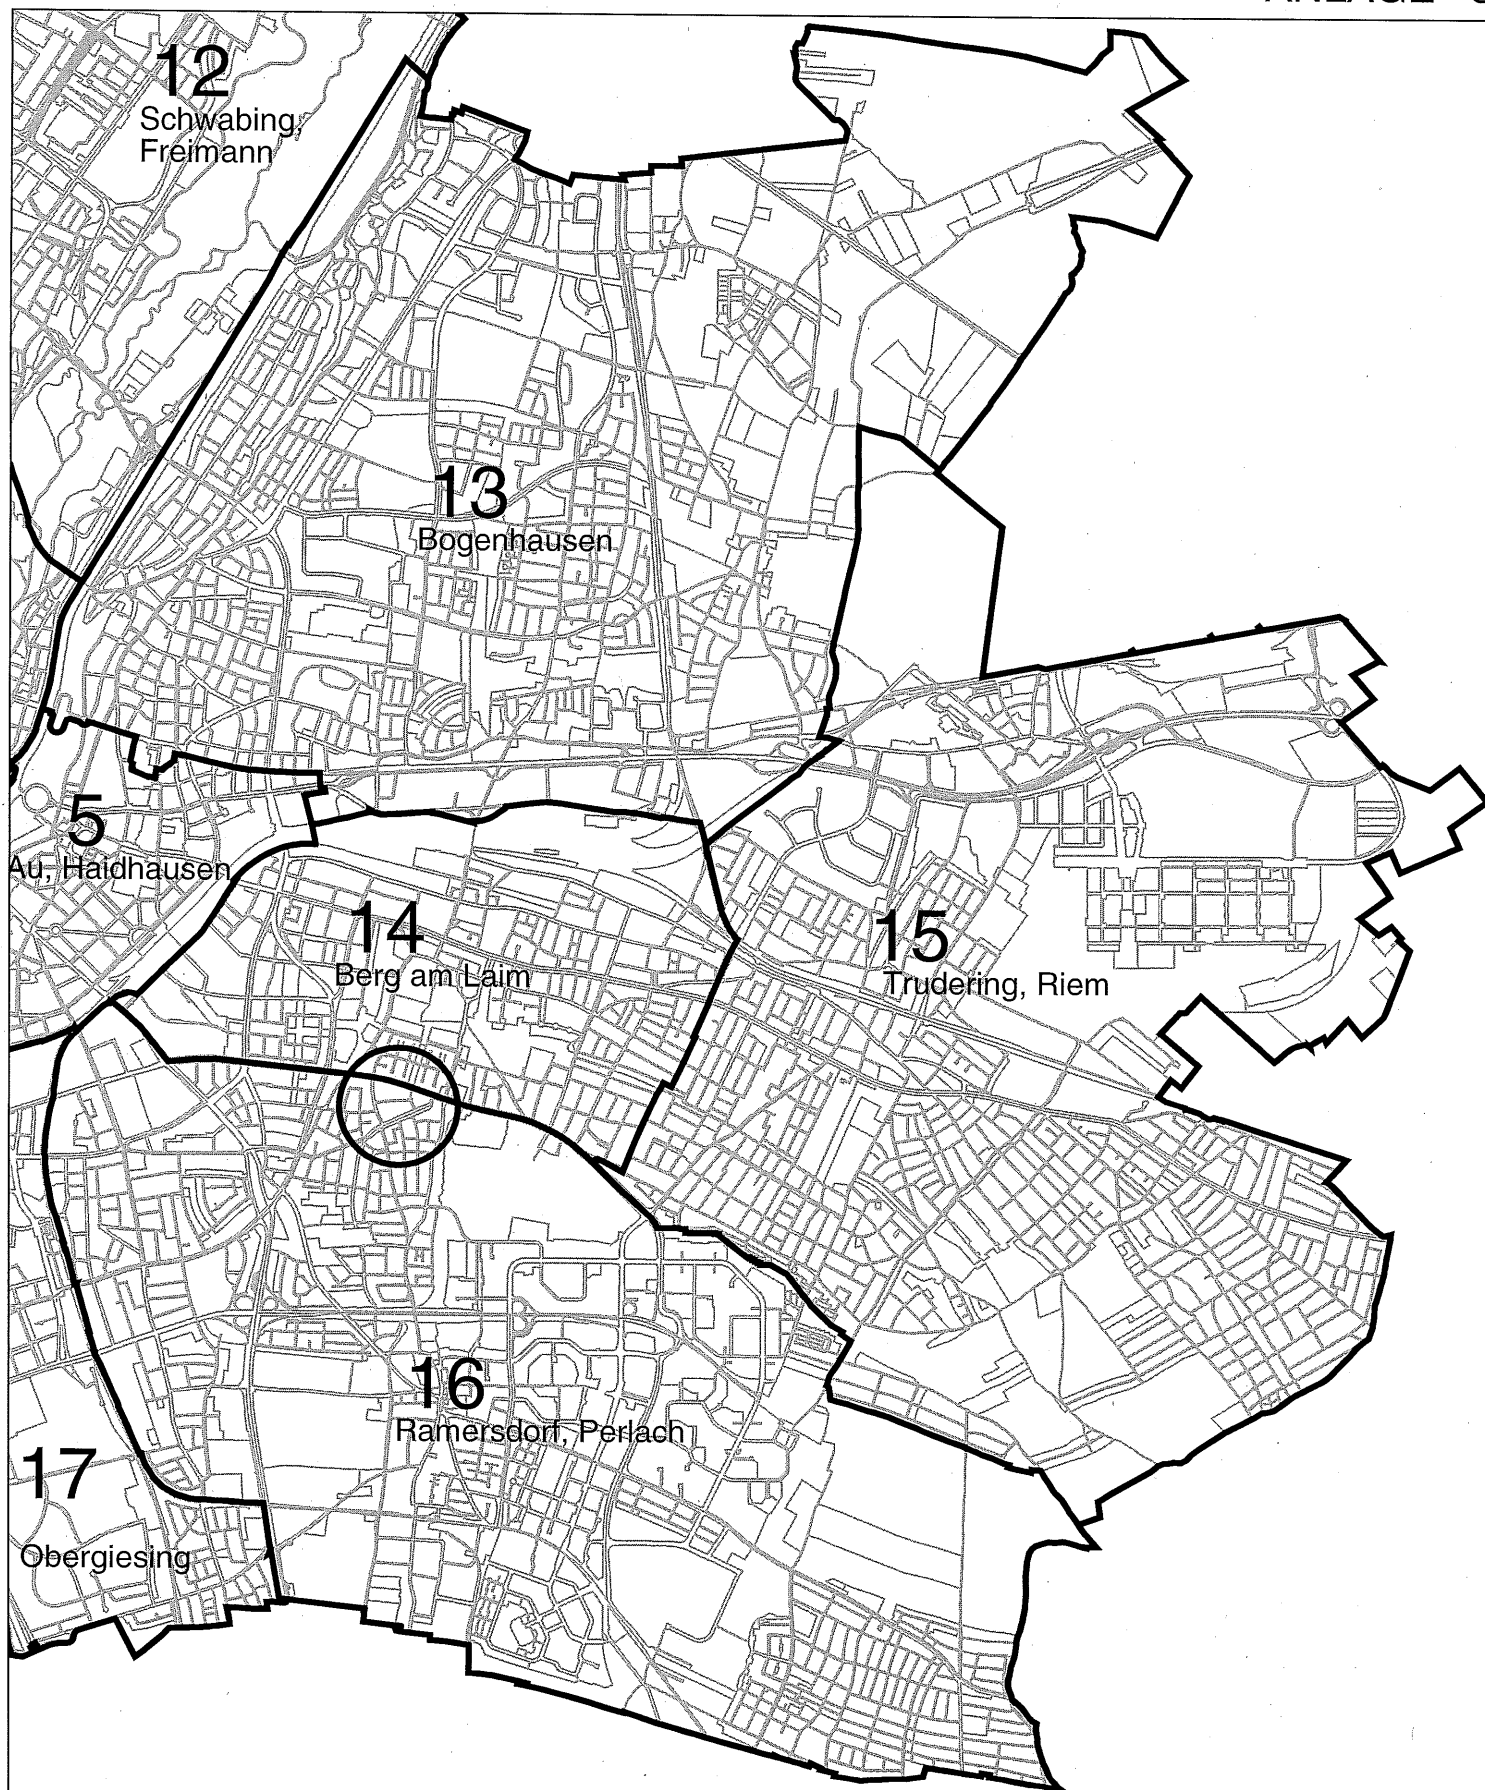 12
Schwabing,
Freimann
13
Bogenhausen
5
Au, Haidhausen
14
Berg am Laim
15
Trudering, Riem
16
Ramersdorf, Perlach
17
Obergiesing